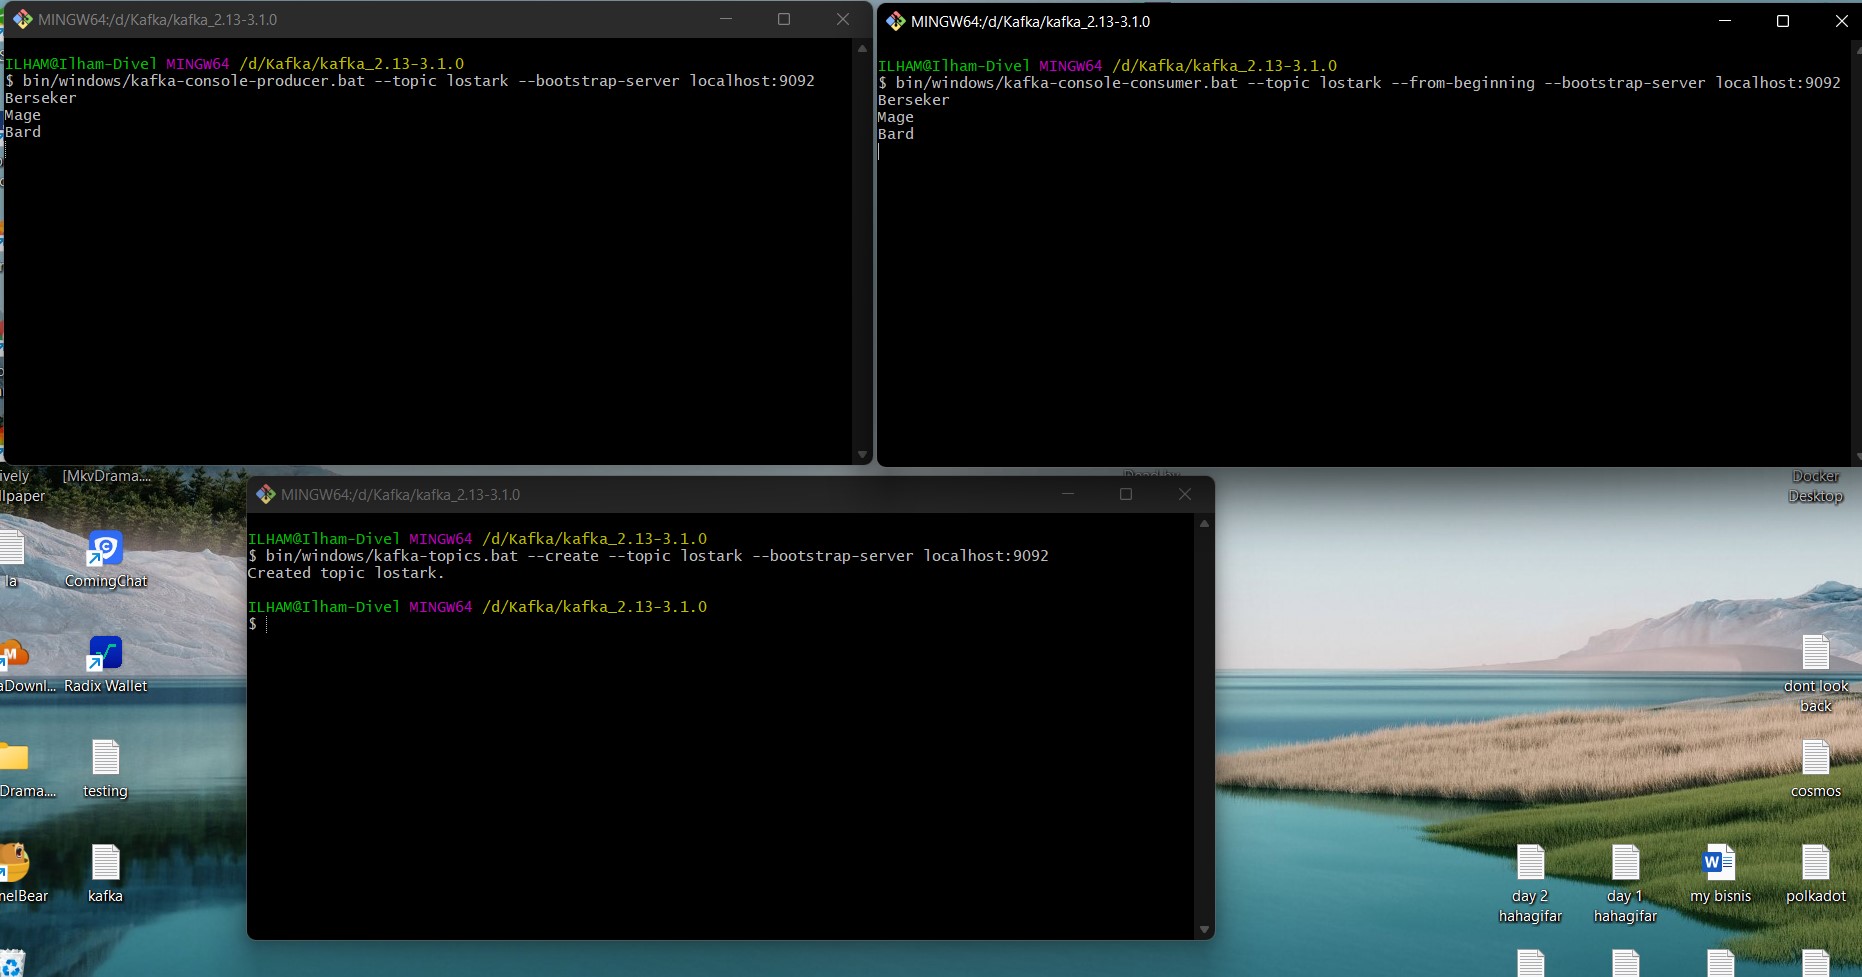 MINGW64:/d/Kafka/kafka_2.13-3.1.0
ILHAM@Ilham-Divel MINGW64 /d/Kafka/kafka_2.13-3.1.0
$ bin/windows/kafka-console-producer.bat --topic lostark --bootstrap-server localhost:9092
Berseker
Mage
Bard
MINGW64:/d/Kafka/kafka_2.13-3.1.0
ILHAM@Ilham-Divel MINGW64 /d/Kafka/kafka_2.13-3.1.0
$ bin/windows/kafka-console-consumer.bat --topic lostark --from-beginning --bootstrap-server localhost:9092
Berseker
Mage
Bard
MINGW64:/d/Kafka/kafka_2.13-3.1.0
ILHAM@Ilham-Divel MINGW64 /d/Kafka/kafka_2.13-3.1.0
$ bin/windows/kafka-topics.bat --create --topic lostark --bootstrap-server localhost:9092
Created topic lostark.
ILHAM@Ilham-Divel MINGW64 /d/Kafka/kafka_2.13-3.1.0
$
ively
llpaper
[MkvDrama....
la
ComingChat
aDownl...
Radix Wallet
Drama....
testing
nelBear
kafka
Docker
Desktop
dont look
back
cosmos
day 2
hahagifar
day 1
hahagifar
my bisnis
polkadot